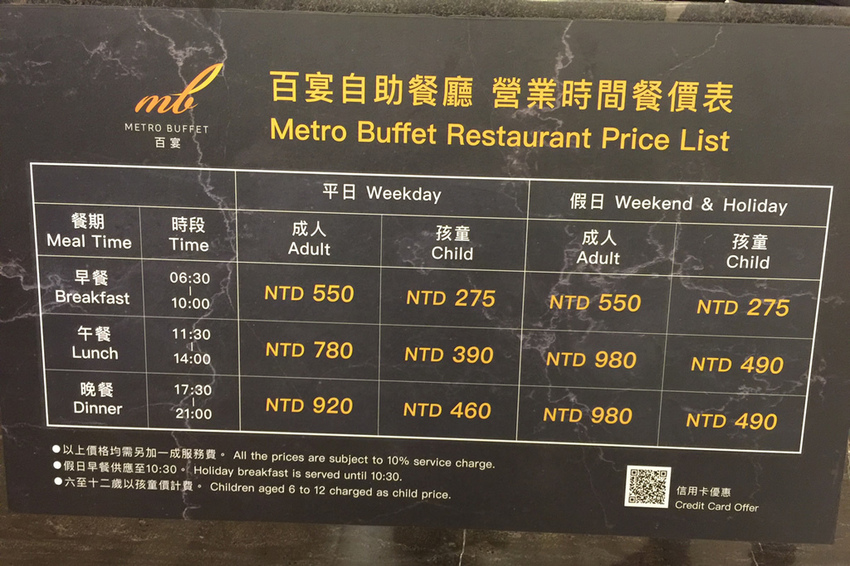 mb
METRO BUFFET
百宴
百宴自助餐廳 營業時間餐價表
Metro Buffet Restaurant Price List
平日 Weekday
假日 Weekend & Holiday
餐期
Meal Time
時段
Time
成人
Adult
孩童
Child
成人
Adult
孩童
Child
早餐
Breakfast
06:30
|
10:00
NTD 550
NTD 275
NTD 550
NTD 275
午餐
Lunch
11:30
|
14:00
NTD 780
NTD 390
NTD 980
NTD 490
晚餐
Dinner
17:30
|
21:00
NTD 920
NTD 460
NTD 980
NTD 490
●以上價格均需另加一成服務費。 All the prices are subject to 10% service charge.
●假日早餐供應至10:30。 Holiday breakfast is served until 10:30.
●六至十二歲以孩童價計費。 Children aged 6 to 12 charged as child price.
信用卡優惠
Credit Card Offer